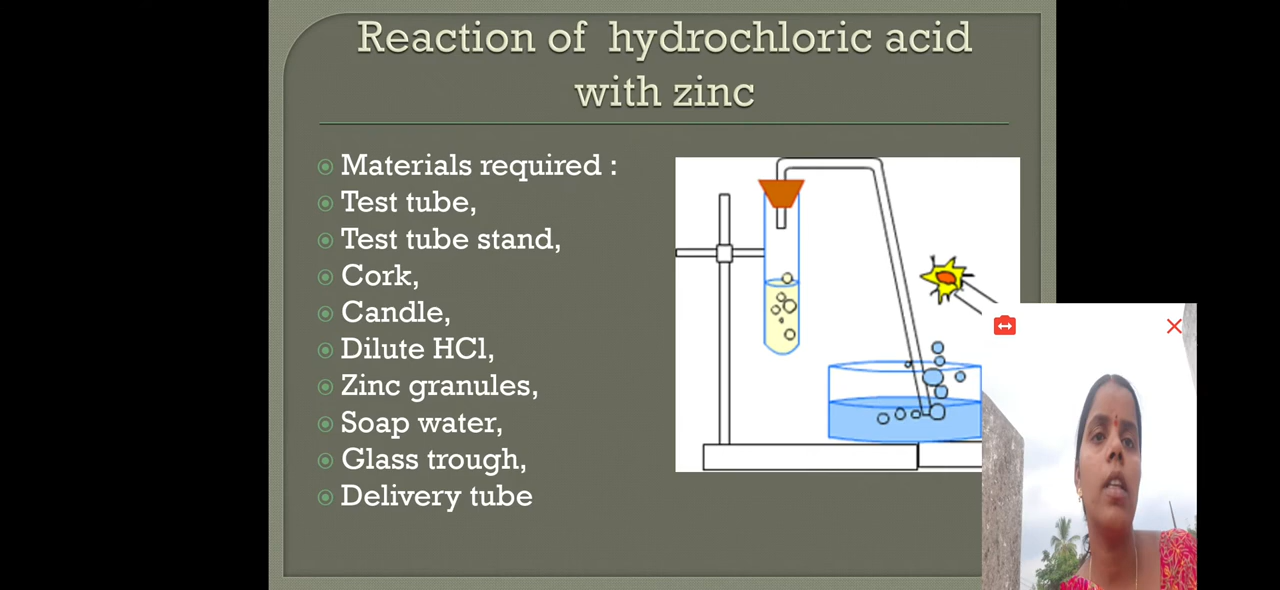 Reaction of hydrochloric acid
with zinc
Materials required :
Test tube,
Test tube stand,
Cork,
Candle,
Dilute HCl,
Zinc granules,
Soap water,
Glass trough,
Delivery tube